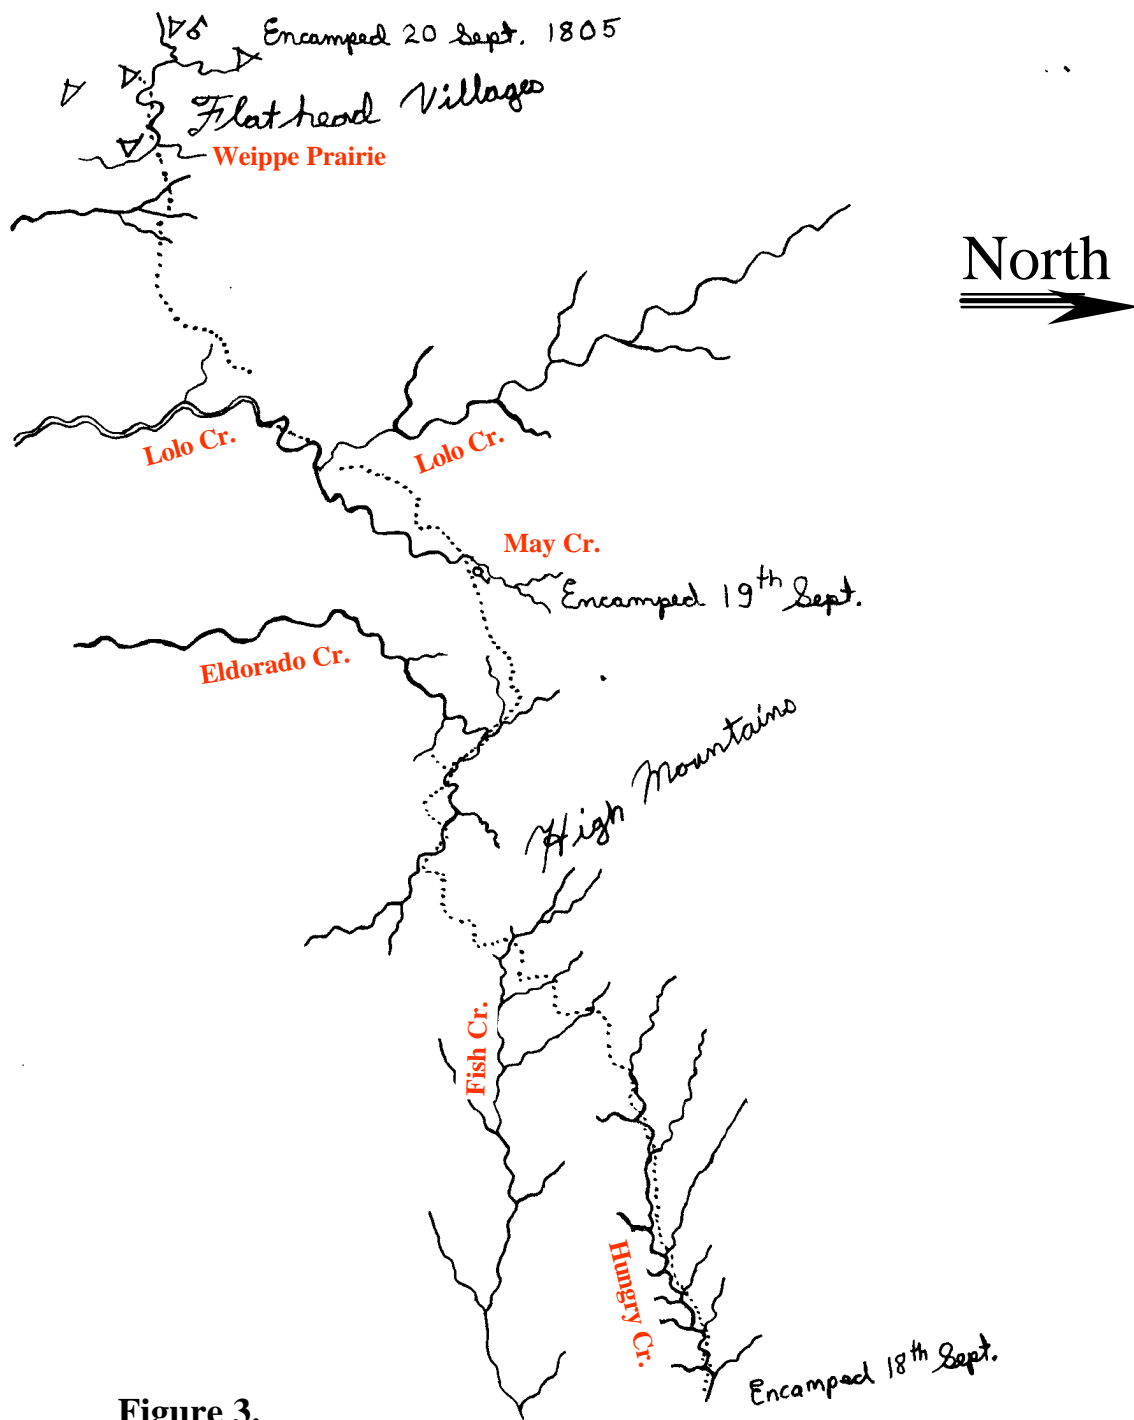 Encamped 20 Sept. 1805
Flathead Villages
Weippe Prairie
North
Lolo Cr.
Lolo Cr.
May Cr.
Encamped 19th Sept.
Eldorado Cr.
High Mountains
Fish Cr.
Hungry Cr.
Encamped 18th Sept.
Figure 3.